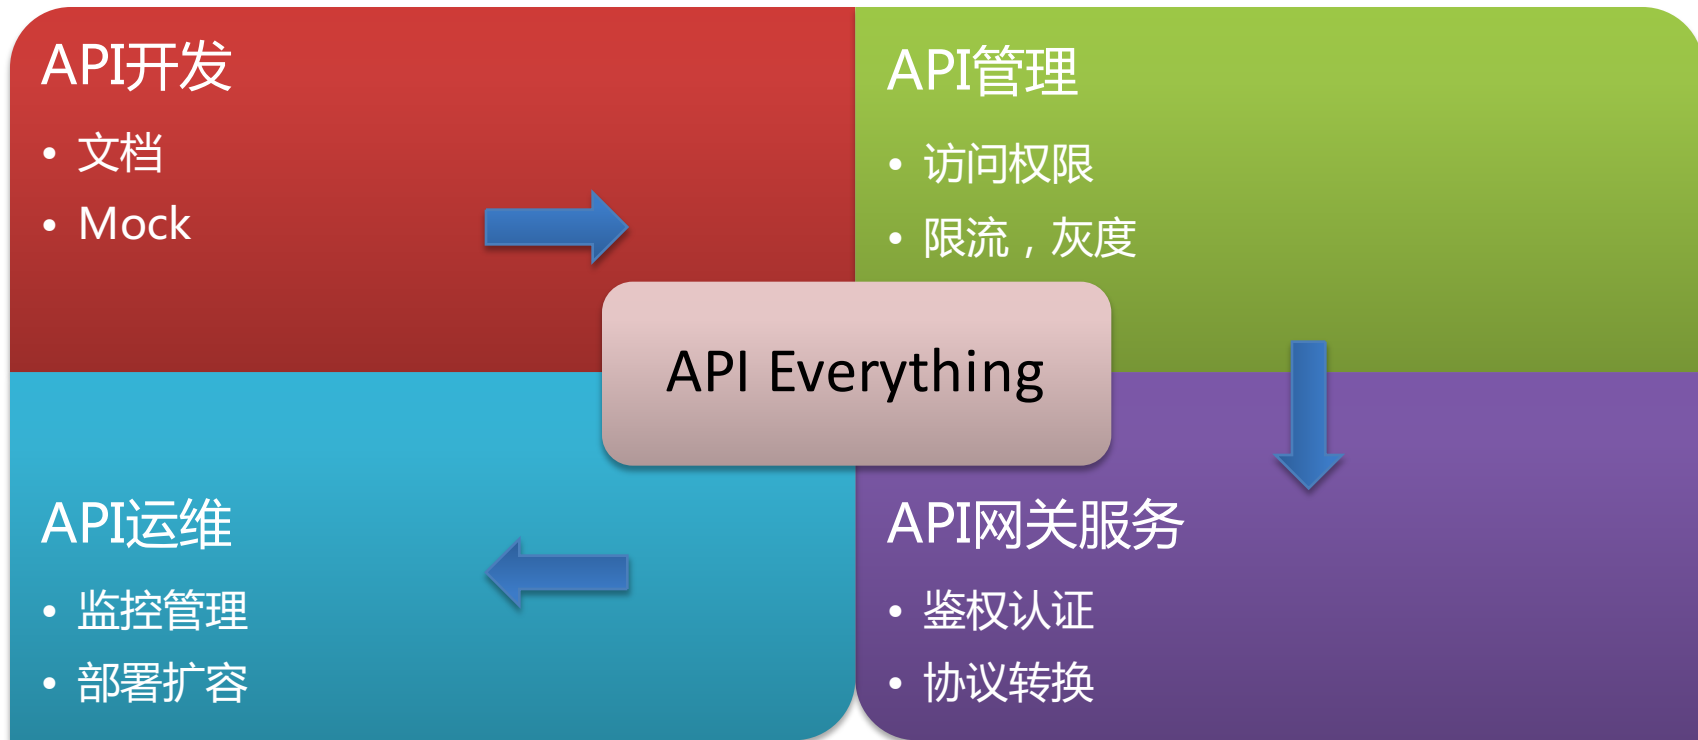 API开发
• 文档
• Mock
API管理
• 访问权限
• 限流，灰度
API Everything
API运维
• 监控管理
• 部署扩容
API网关服务
• 鉴权认证
• 协议转换